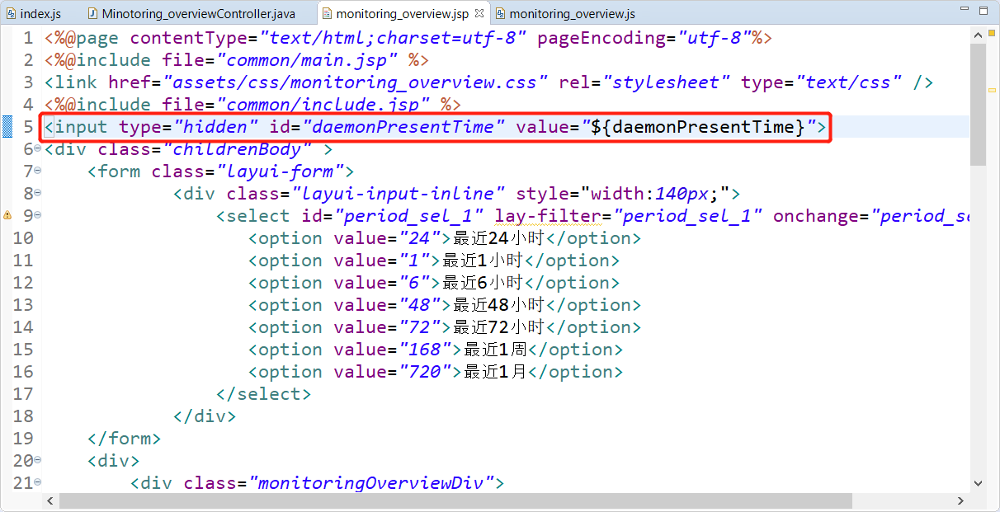 index.js Minotoring_overviewController.java monitoring_overview.jsp monitoring_overview.js
1 <%@page contentType="text/html;charset=utf-8" pageEncoding="utf-8"%>
2 <%@include file="common/main.jsp" %>
3 <link href="assets/css/monitoring_overview.css" rel="stylesheet" type="text/css" />
4 <%@include file="common/include.jsp" %>
5 <input type="hidden" id="daemonPresentTime" value="${daemonPresentTime}">
6 <div class="childrenBody" >
7 <form class="layui-form">
8 <div class="layui-input-inline" style="width:140px;">
9 <select id="period_sel_1" lay-filter="period_sel_1" onchange="period_se
10 <option value="24">最近24小时</option>
11 <option value="1">最近1小时</option>
12 <option value="6">最近6小时</option>
13 <option value="48">最近48小时</option>
14 <option value="72">最近72小时</option>
15 <option value="168">最近1周</option>
16 <option value="720">最近1月</option>
17 </select>
18 </div>
19 </form>
20 <div>
21 <div class="monitoringOverviewDiv">